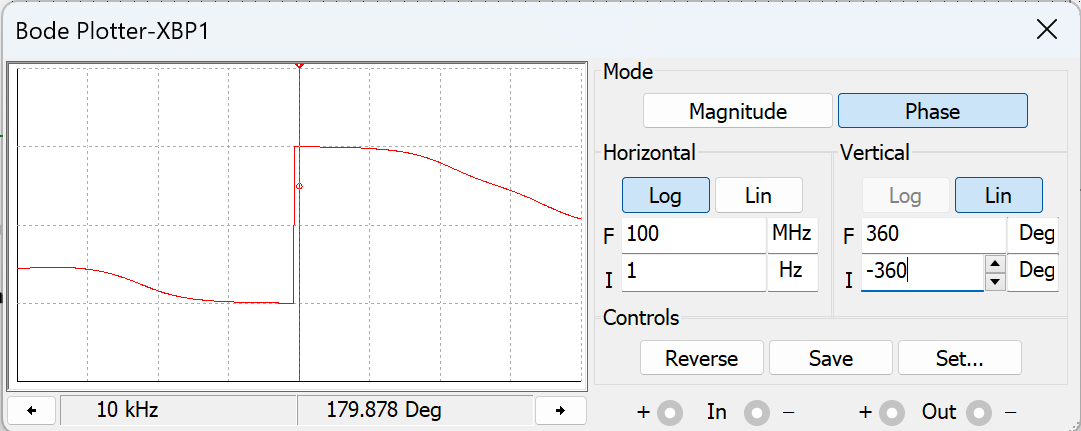 Bode Plotter-XBP1
Mode
Magnitude Phase
Horizontal Vertical
Log Lin Log Lin
F 100 MHz F 360 Deg
I 1 Hz I -360 Deg
Controls
Reverse Save Set...
10 kHz 179.878 Deg + In − + Out −